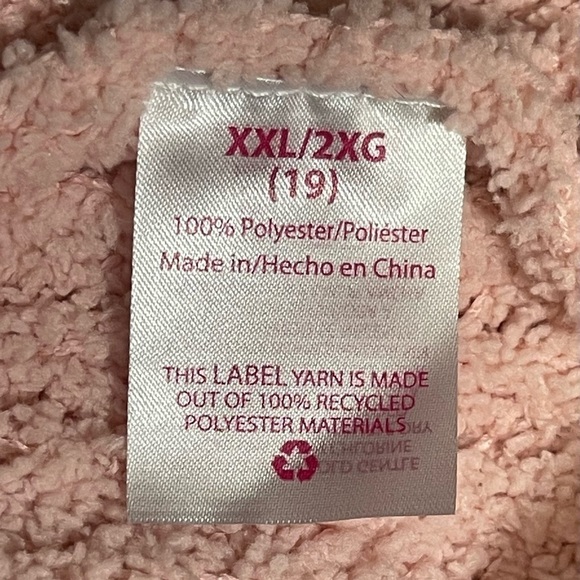 XXL/2XG
(19)
100% Polyester/Poliéster
Made in/Hecho en China
THIS LABEL YARN IS MADE
OUT OF 100% RECYCLED
POLYESTER MATERIALS